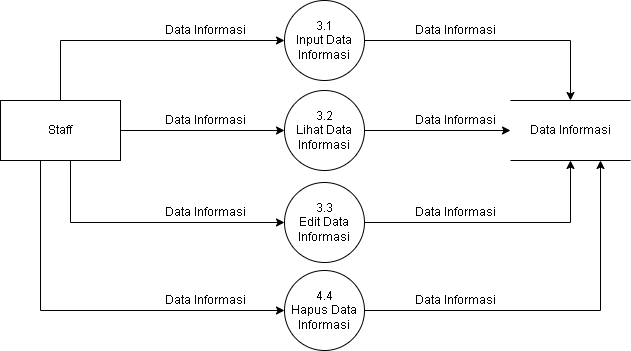 Data Informasi
3.1
Input Data
Informasi
Data Informasi
Staff
Data Informasi
3.2
Lihat Data
Informasi
Data Informasi
Data Informasi
Data Informasi
3.3
Edit Data
Informasi
Data Informasi
Data Informasi
4.4
Hapus Data
Informasi
Data Informasi